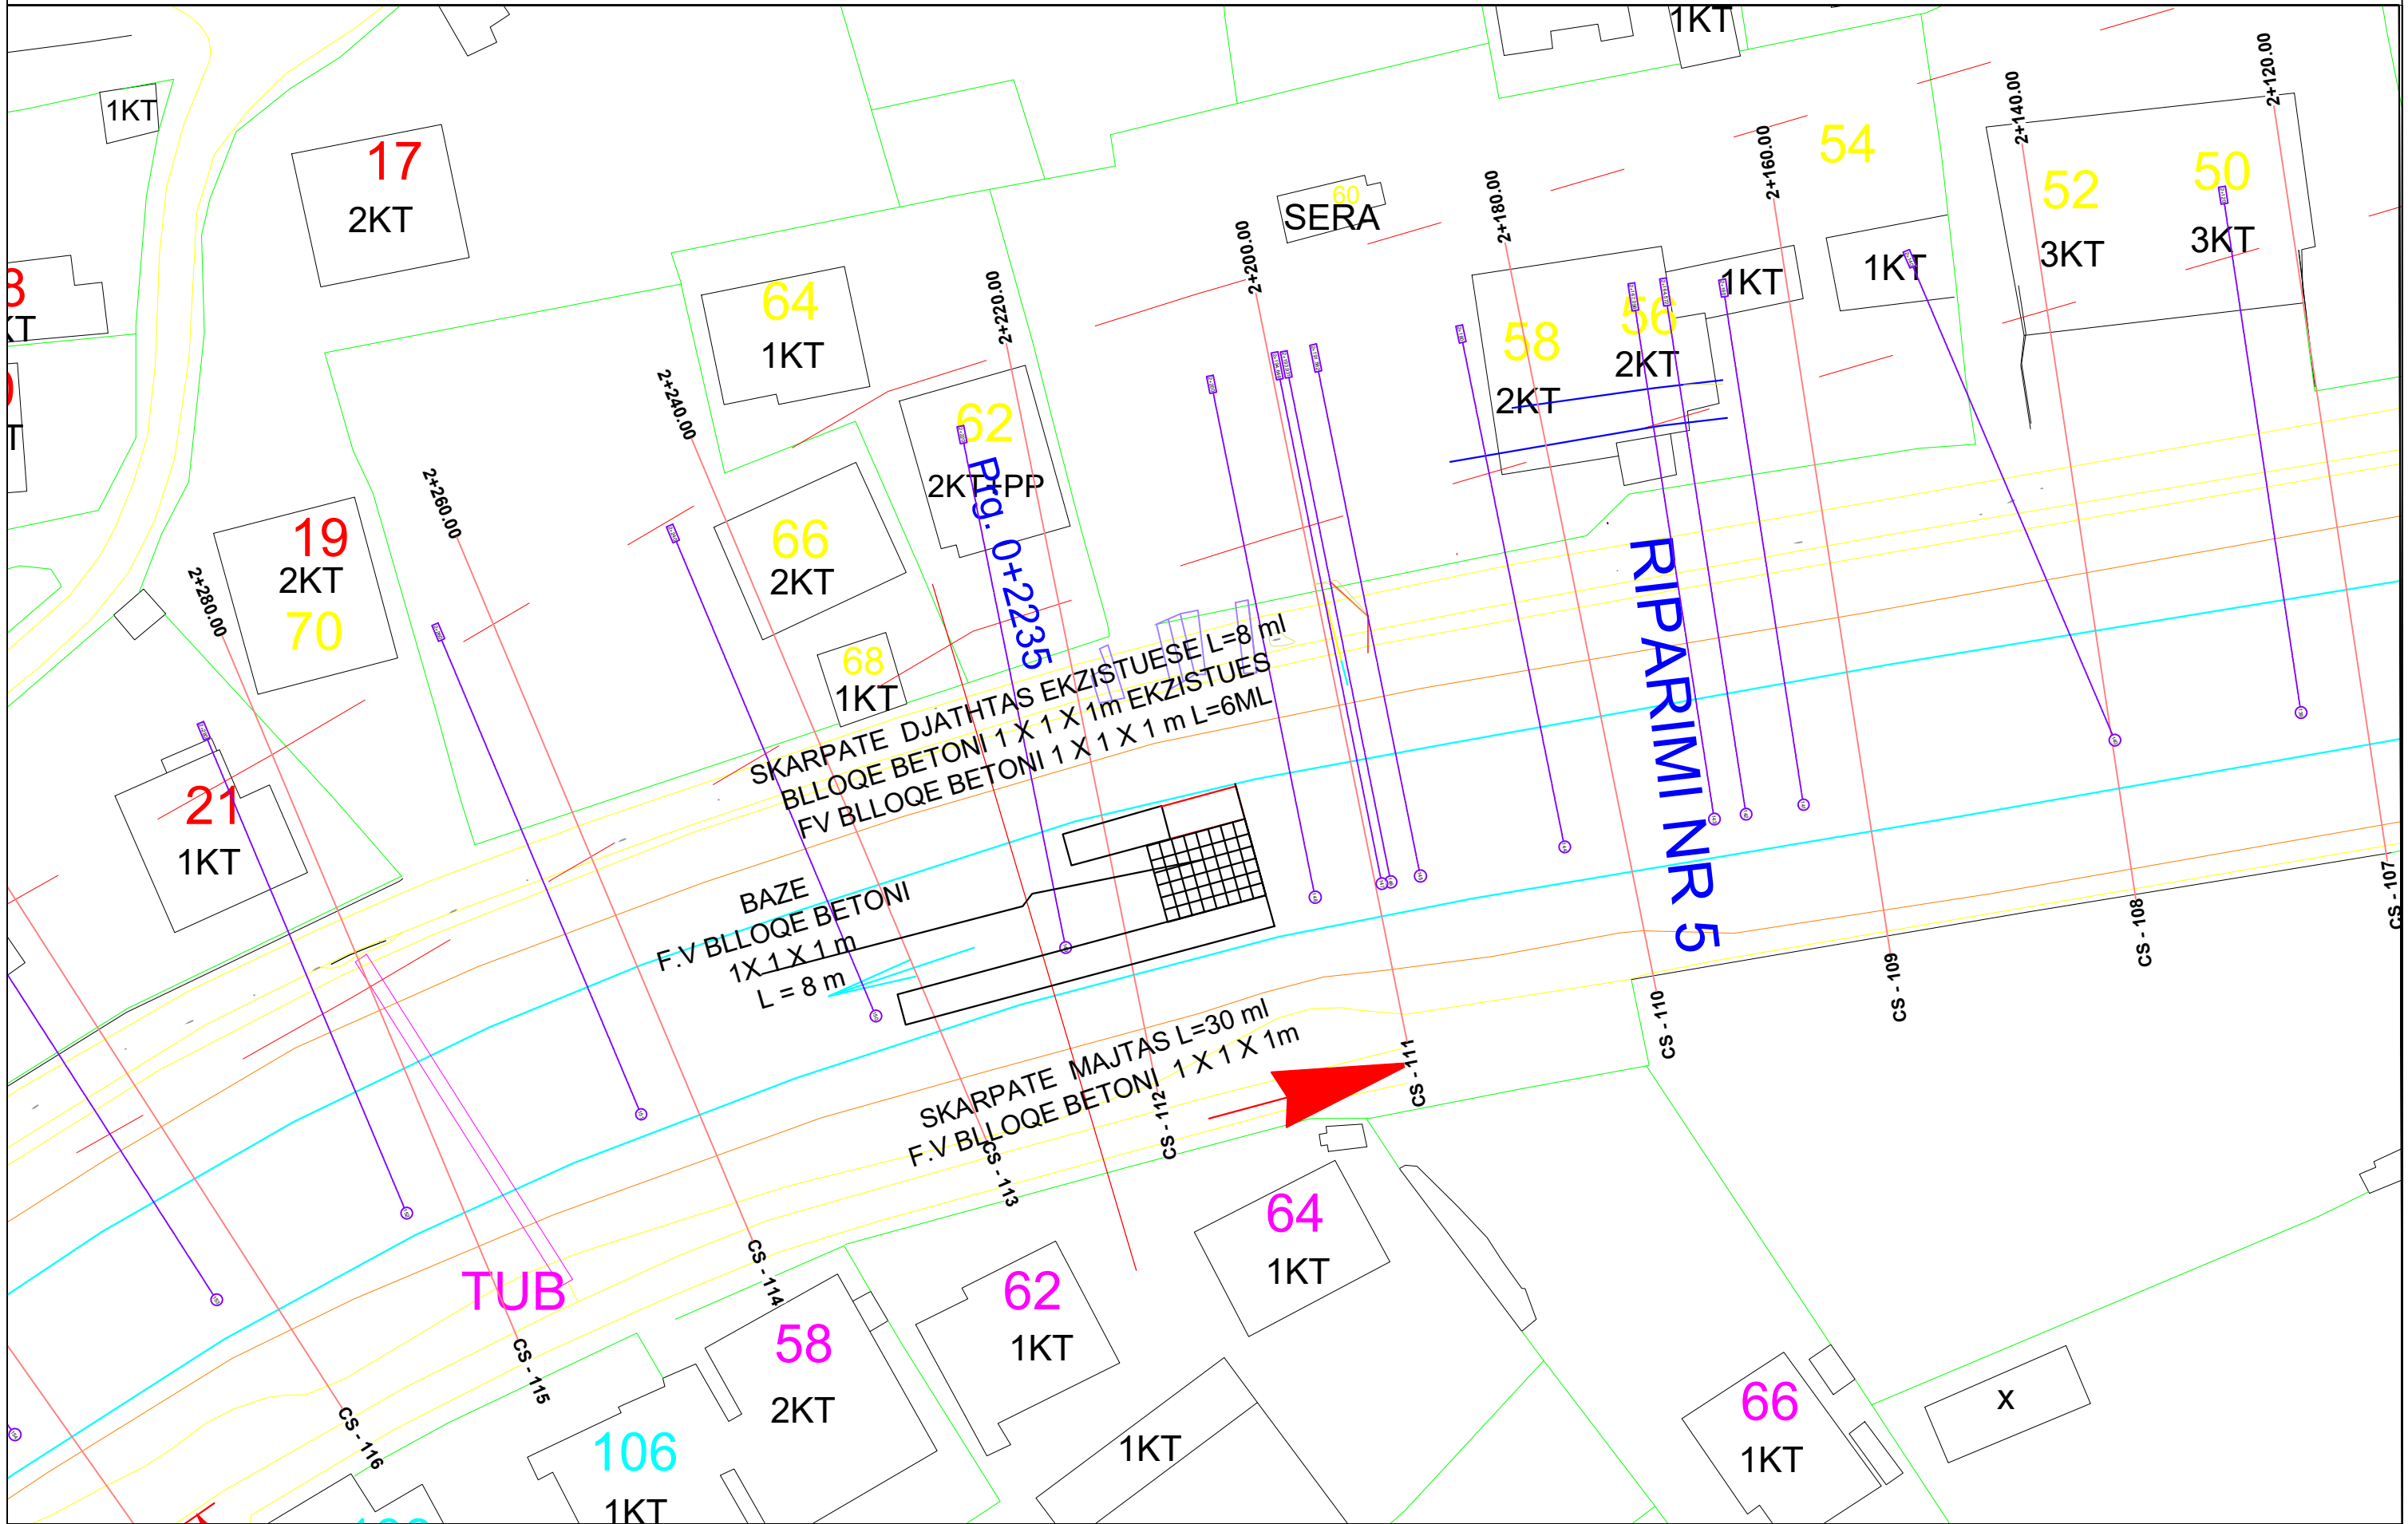 1KT
1KT
17
2KT
64
1KT
62
2KT+PP
66
2KT
68
1KT
19
2KT
70
21
1KT
60
SERA
58
2KT
56
2KT
1KT
54
1KT
52
3KT
50
3KT
2+120.00
2+140.00
2+160.00
2+180.00
2+200.00
2+220.00
2+240.00
2+260.00
2+280.00
Prg. 0+2235
RIPARIMI NR 5
SKARPATE DJATHTAS EKZISTUESE L=8 ml
BLLOQE BETONI 1 X 1 X 1m EKZISTUES
FV BLLOQE BETONI 1 X 1 X 1 m L=6ML
BAZE
F.V BLLOQE BETONI
1X 1 X 1 m
L = 8 m
SKARPATE MAJTAS L=30 ml
F.V BLLOQE BETONI 1 X 1 X 1m
CS - 107
CS - 108
CS - 109
CS - 110
CS - 111
CS - 112
CS - 113
CS - 114
CS - 115
CS - 116
TUB
58
2KT
62
1KT
64
1KT
106
1KT
1KT
66
1KT
x